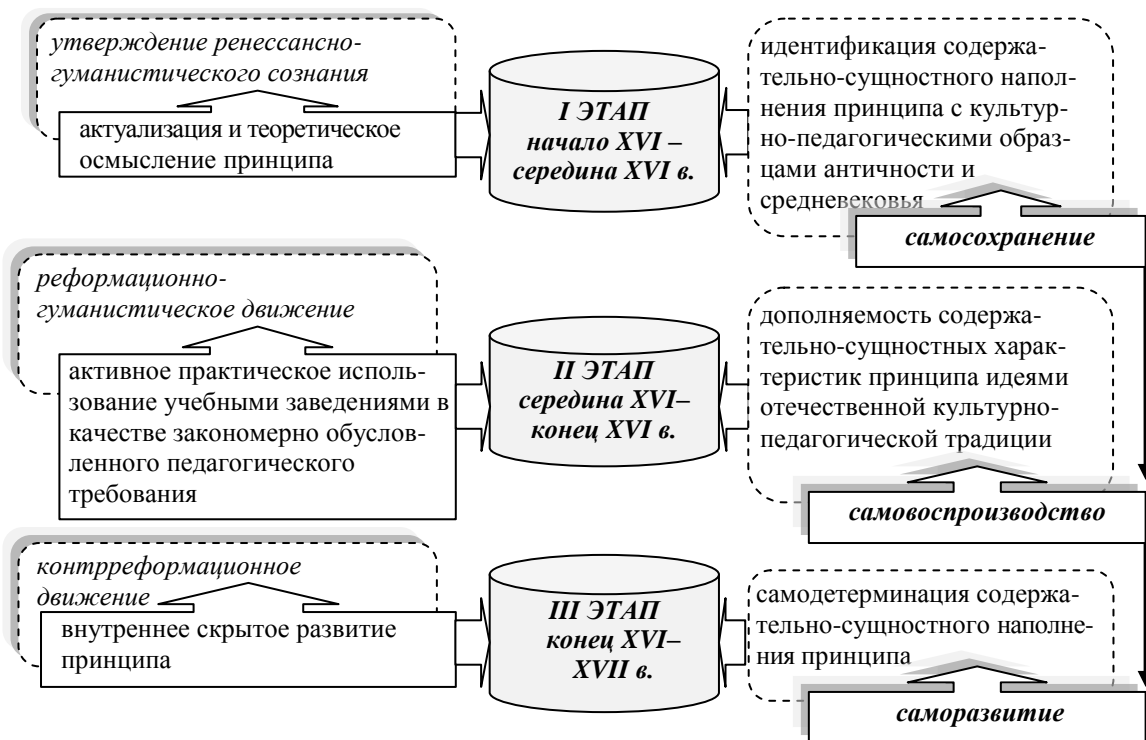 утверждение ренессансно-
гуманистического сознания
актуализация и теоретическое
осмысление принципа
I ЭТАП
начало XVI –
середина XVI в.
идентификация содержа-
тельно-сущностного напол-
нения принципа с культур-
но-педагогическими образ-
цами античности и
средневековья
самосохранение
реформационно-
гуманистическое движение
активное практическое исполь-
зование учебными заведениями в
качестве закономерно обуслов-
ленного педагогического
требования
II ЭТАП
середина XVI–
конец XVI в.
дополняемость содержа-
тельно-сущностных харак-
теристик принципа идеями
отечественной культурно-
педагогической традиции
самовоспроизводство
контрреформационное
движение
внутреннее скрытое развитие
принципа
III ЭТАП
конец XVI–
XVII в.
самодетерминация содержа-
тельно-сущностного наполне-
ния принципа
саморазвитие